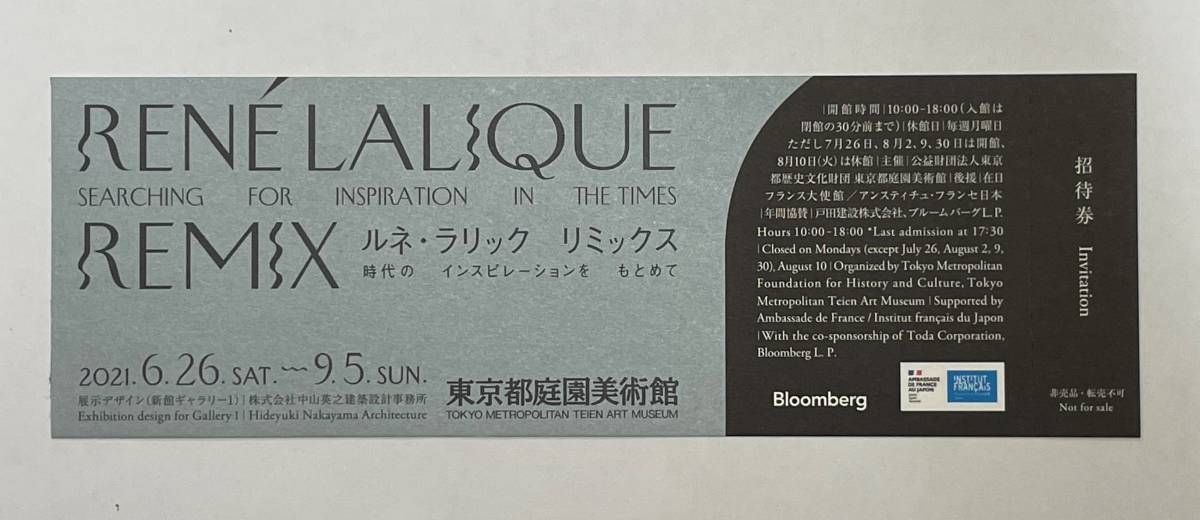 RENÉ LALIQUE
SEARCHING FOR INSPIRATION IN THE TIMES
REMIX
ルネ・ラリック リミックス
時代の インスピレーションを もとめて
2021.6.26.SAT.〜9.5.SUN.
展示デザイン(新館ギャラリー1)|株式会社中山英之建築設計事務所
Exhibition design for Gallery 1 | Hideyuki Nakayama Architecture
東京都庭園美術館
TOKYO METROPOLITAN TEIEN ART MUSEUM
|開館時間|10:00–18:00(入館は
閉館の30分前まで)|休館日|毎週月曜日
ただし7月26日、8月2、9、30日は開館、
8月10日(火)は休館|主催|公益財団法人東京
都歴史文化財団 東京都庭園美術館|後援|在日
フランス大使館/アンスティチュ・フランセ日本
|年間協賛|戸田建設株式会社、ブルームバーグL.P.
Hours 10:00–18:00 *Last admission at 17:30
|Closed on Mondays (except July 26, August 2, 9,
30), August 10 | Organized by Tokyo Metropolitan
Foundation for History and Culture, Tokyo
Metropolitan Teien Art Museum | Supported by
Ambassade de France / Institut français du Japon
|With the co-sponsorship of Toda Corporation,
Bloomberg L. P.
Bloomberg
AMBASSADE
DE FRANCE
AU JAPON
INSTITUT
FRANÇAIS
招待券 Invitation
非売品・転売不可
Not for sale